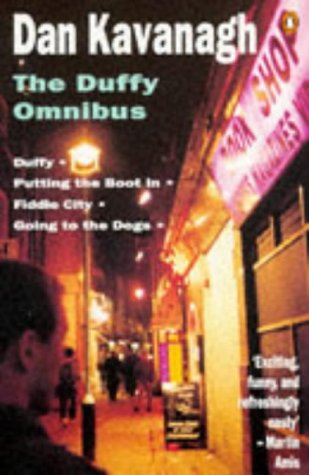 Dan Kavanagh
The Duffy
Omnibus
Duffy •
Putting the Boot In •
Fiddle City •
Going to the Dogs •
SHOP
MAGAZINES
'Exciting,
funny, and
refreshingly
nasty'
– Martin
Amis